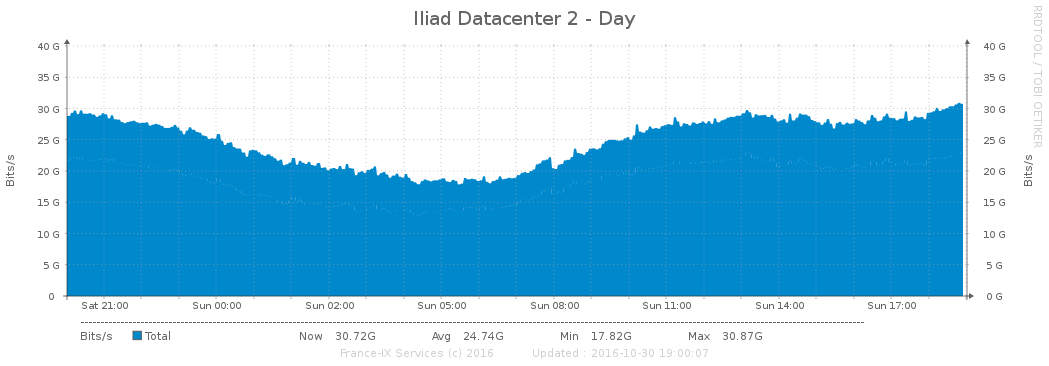 Iliad Datacenter 2 - Day
RRDTOOL / TOBI OETIKER
Bits/s
40 G 40 G
35 G 35 G
30 G 30 G
25 G 25 G
20 G 20 G
15 G 15 G
10 G 10 G
5 G 5 G
0 0 G
Bits/s
Sat 21:00 Sun 00:00 Sun 02:00 Sun 05:00 Sun 08:00 Sun 11:00 Sun 14:00 Sun 17:00
Bits/s Total Now 30.72G Avg 24.74G Min 17.82G Max 30.87G
France-IX Services (c) 2016 Updated : 2016-10-30 19:00:07